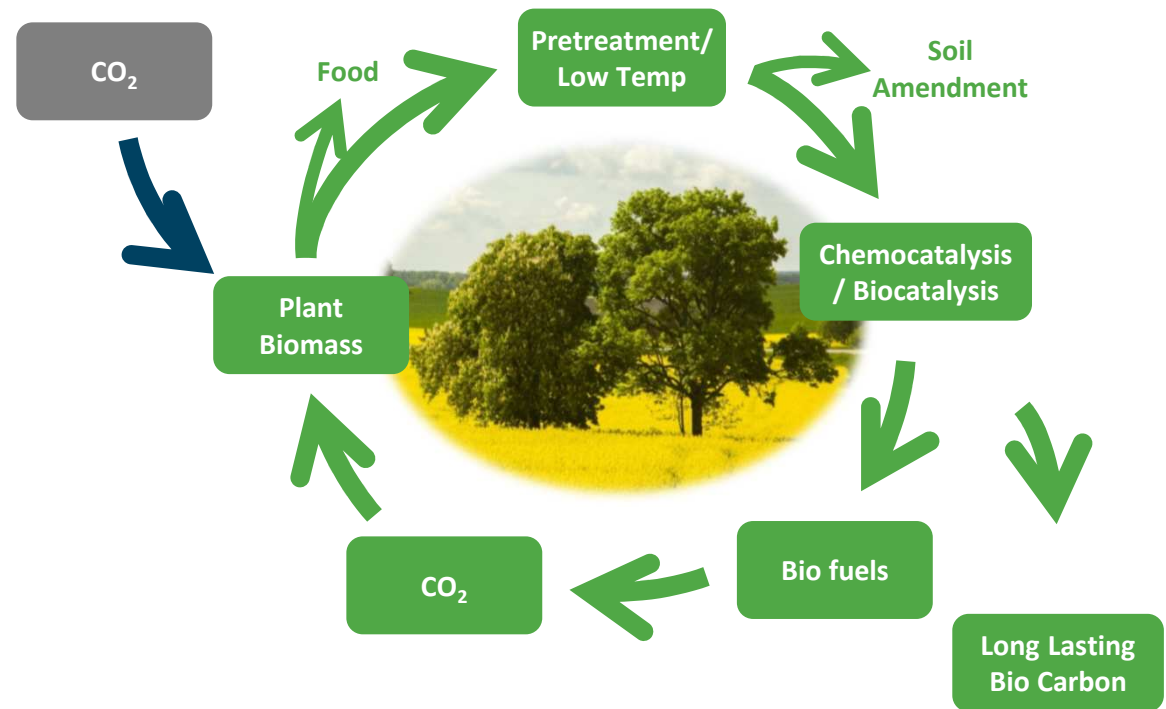 CO₂
Food
Pretreatment/
Low Temp
Soil
Amendment
Chemocatalysis
/ Biocatalysis
Plant
Biomass
Bio fuels
CO₂
Long Lasting
Bio Carbon